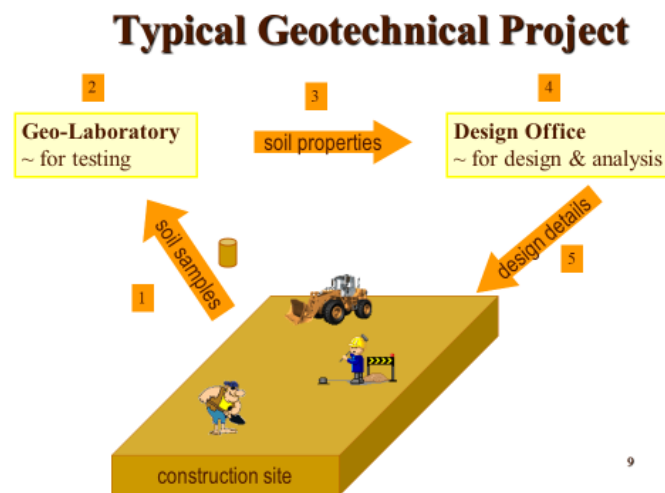 Typical Geotechnical Project
2
3
4
Geo-Laboratory
~ for testing
soil properties
Design Office
~ for design & analysis
soil samples
1
design details
5
construction site
9